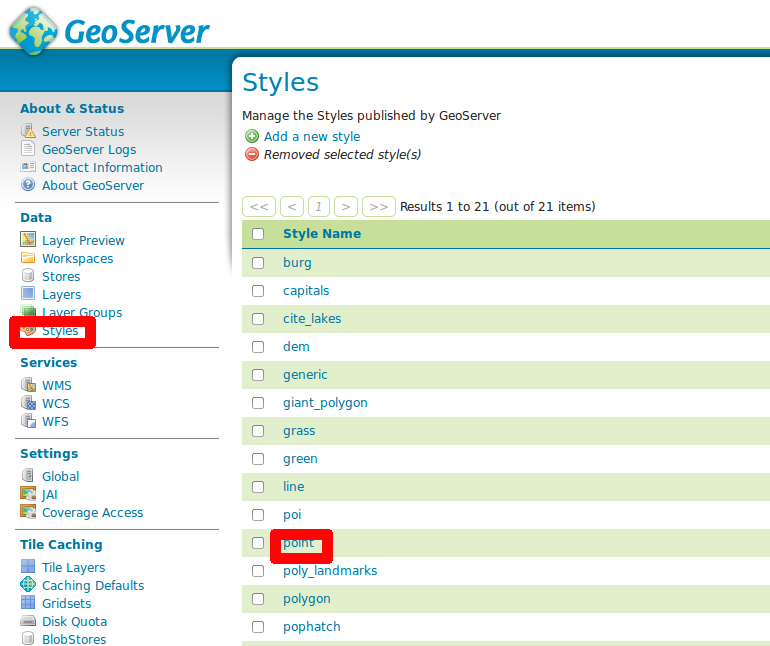 GeoServer
About & Status
Server Status
GeoServer Logs
Contact Information
About GeoServer
Data
Layer Preview
Workspaces
Stores
Layers
Layer Groups
Styles
Services
WMS
WCS
WFS
Settings
Global
JAI
Coverage Access
Tile Caching
Tile Layers
Caching Defaults
Gridsets
Disk Quota
BlobStores
Styles
Manage the Styles published by GeoServer
Add a new style
Removed selected style(s)
<< < 1 > >> Results 1 to 21 (out of 21 items)
Style Name
burg
capitals
cite_lakes
dem
generic
giant_polygon
grass
green
line
poi
point
poly_landmarks
polygon
pophatch